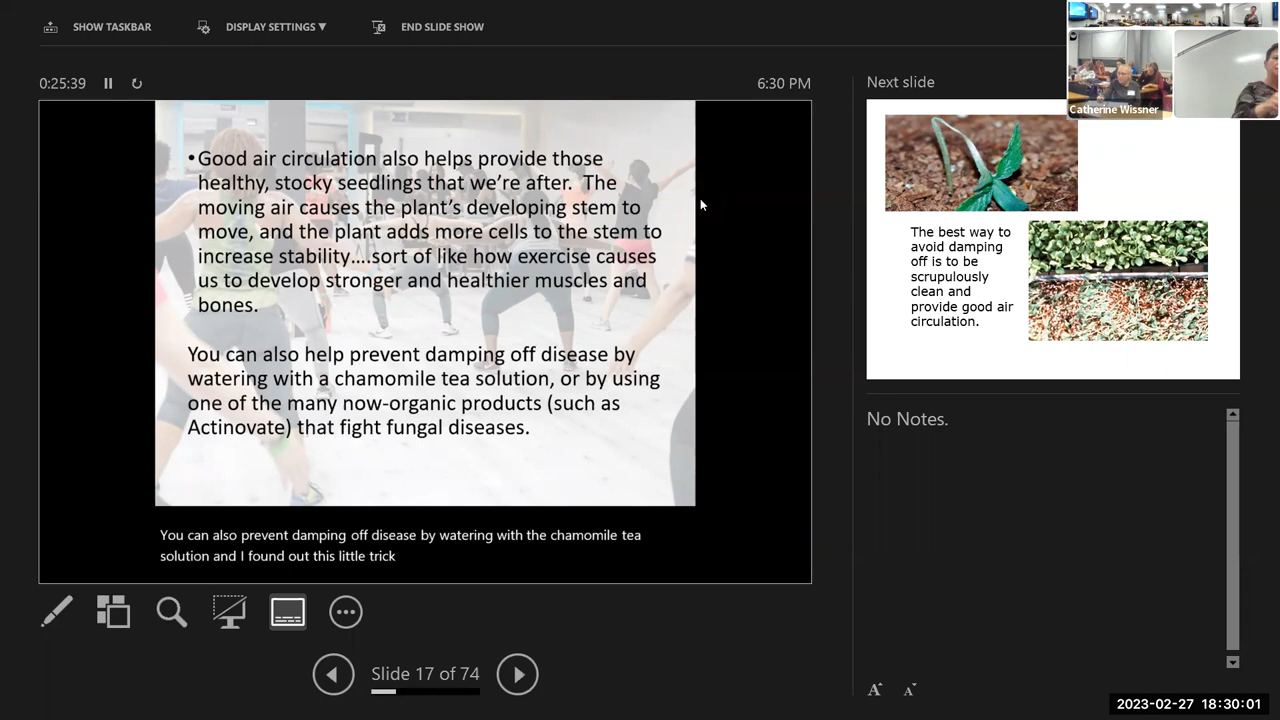 SHOW TASKBAR
DISPLAY SETTINGS ▼
END SLIDE SHOW
0:25:39
6:30 PM
Next slide
Catherine Wissner
•Good air circulation also helps provide those
healthy, stocky seedlings that we’re after.  The
moving air causes the plant’s developing stem to
move, and the plant adds more cells to the stem to
increase stability....sort of like how exercise causes
us to develop stronger and healthier muscles and
bones.
You can also help prevent damping off disease by
watering with a chamomile tea solution, or by using
one of the many now-organic products (such as
Actinovate) that fight fungal diseases.
You can also prevent damping off disease by watering with the chamomile tea
solution and I found out this little trick
The best way to
avoid damping
off is to be
scrupulously
clean and
provide good air
circulation.
No Notes.
Slide 17 of 74
A A
2023-02-27 18:30:01